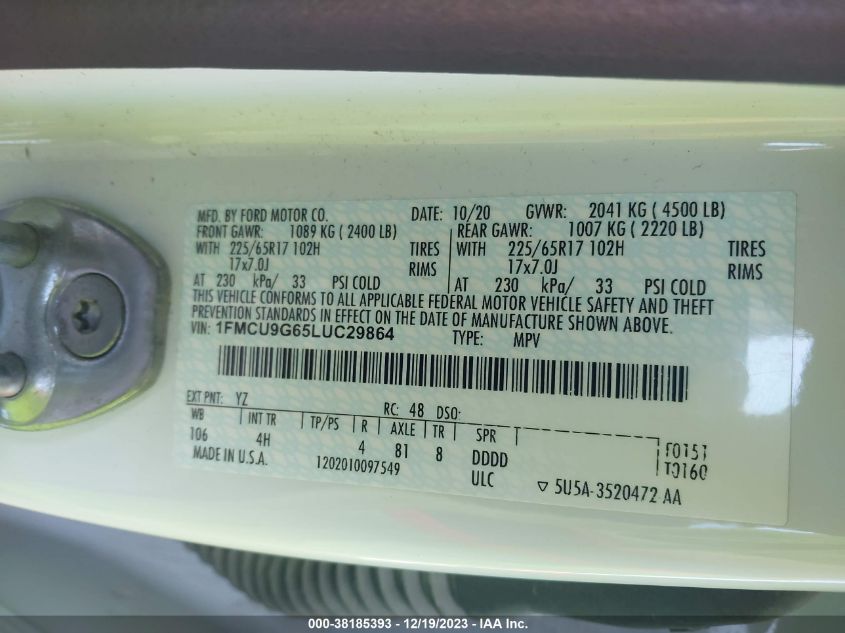 MFD. BY FORD MOTOR CO. DATE: 10/20 GVWR: 2041 KG ( 4500 LB)
FRONT GAWR: 1089 KG ( 2400 LB) REAR GAWR: 1007 KG ( 2220 LB)
WITH 225/65R17 102H TIRES WITH 225/65R17 102H TIRES
17x7.0J RIMS 17x7.0J RIMS
AT 230 kPa/ 33 PSI COLD AT 230 kPa/ 33 PSI COLD
THIS VEHICLE CONFORMS TO ALL APPLICABLE FEDERAL MOTOR VEHICLE SAFETY AND THEFT
PREVENTION STANDARDS IN EFFECT ON THE DATE OF MANUFACTURE SHOWN ABOVE.
VIN: 1FMCU9G65LUC29864 TYPE: MPV
EXT PNT: YZ RC: 48 DSO:
WB INT TR TP/PS R AXLE TR SPR
106 4H 4 81 8 DDDD
MADE IN U.S.A. 1202010097549 ULC
F0151
T0160
▽ 5U5A-3520472 AA
000-38185393 - 12/19/2023 - IAA Inc.